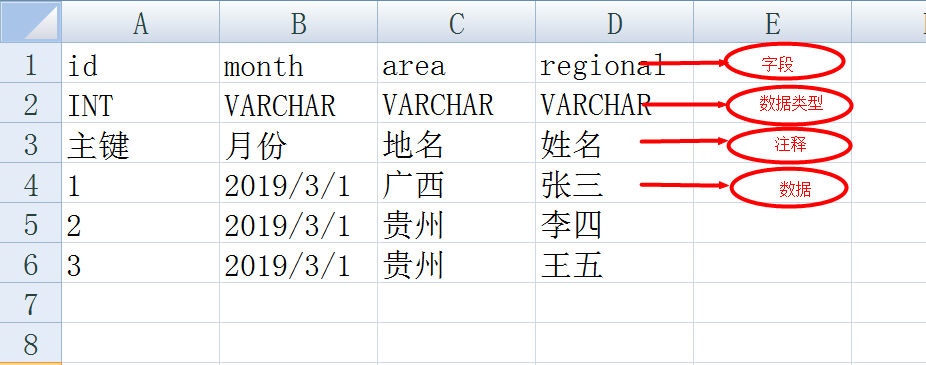 A B C D E
1 id month area regional 字段
2 INT VARCHAR VARCHAR VARCHAR 数据类型
3 主键 月份 地名 姓名 注释
4 1 2019/3/1 广西 张三 数据
5 2 2019/3/1 贵州 李四
6 3 2019/3/1 贵州 王五
7
8